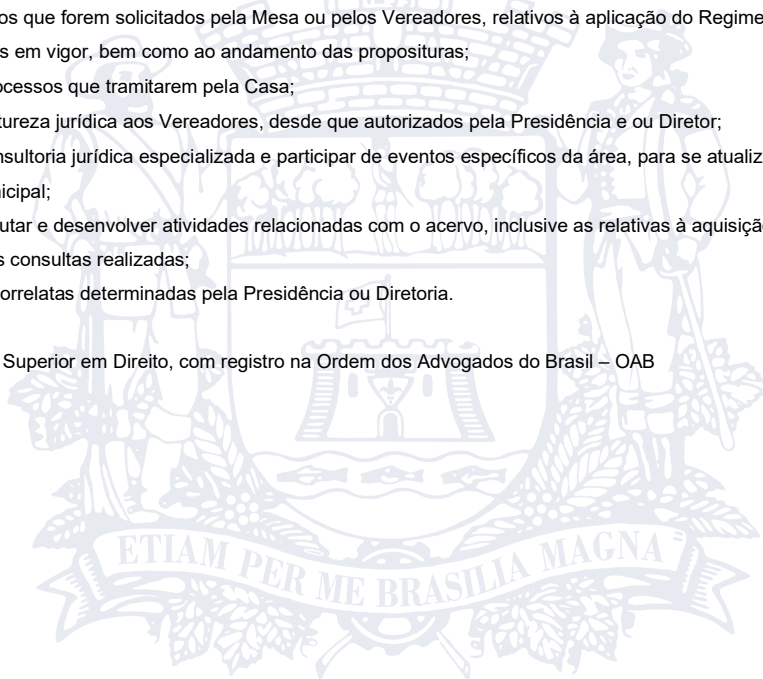 os que forem solicitados pela Mesa ou pelos Vereadores, relativos à aplicação do Regime
s em vigor, bem como ao andamento das proposituras;
ocessos que tramitarem pela Casa;
tureza jurídica aos Vereadores, desde que autorizados pela Presidência e ou Diretor;
nsultoria jurídica especializada e participar de eventos específicos da área, para se atualiz
nicipal;
utar e desenvolver atividades relacionadas com o acervo, inclusive as relativas à aquisição
s consultas realizadas;
orrelatas determinadas pela Presidência ou Diretoria.
Superior em Direito, com registro na Ordem dos Advogados do Brasil – OAB
ETIAM PER ME BRASILIA MAGNA